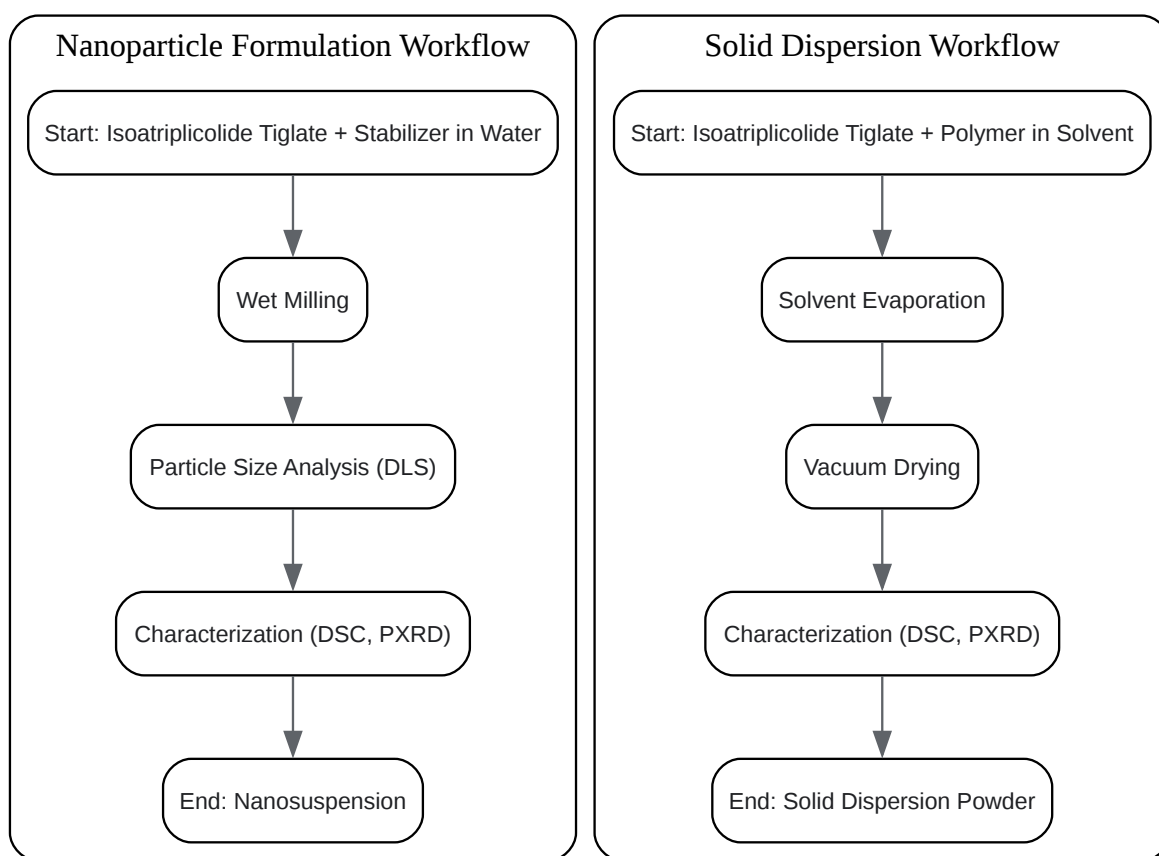 Nanoparticle Formulation Workflow
Start: Isoatriplicolide Tiglate + Stabilizer in Water
Wet Milling
Particle Size Analysis (DLS)
Characterization (DSC, PXRD)
End: Nanosuspension
Solid Dispersion Workflow
Start: Isoatriplicolide Tiglate + Polymer in Solvent
Solvent Evaporation
Vacuum Drying
Characterization (DSC, PXRD)
End: Solid Dispersion Powder